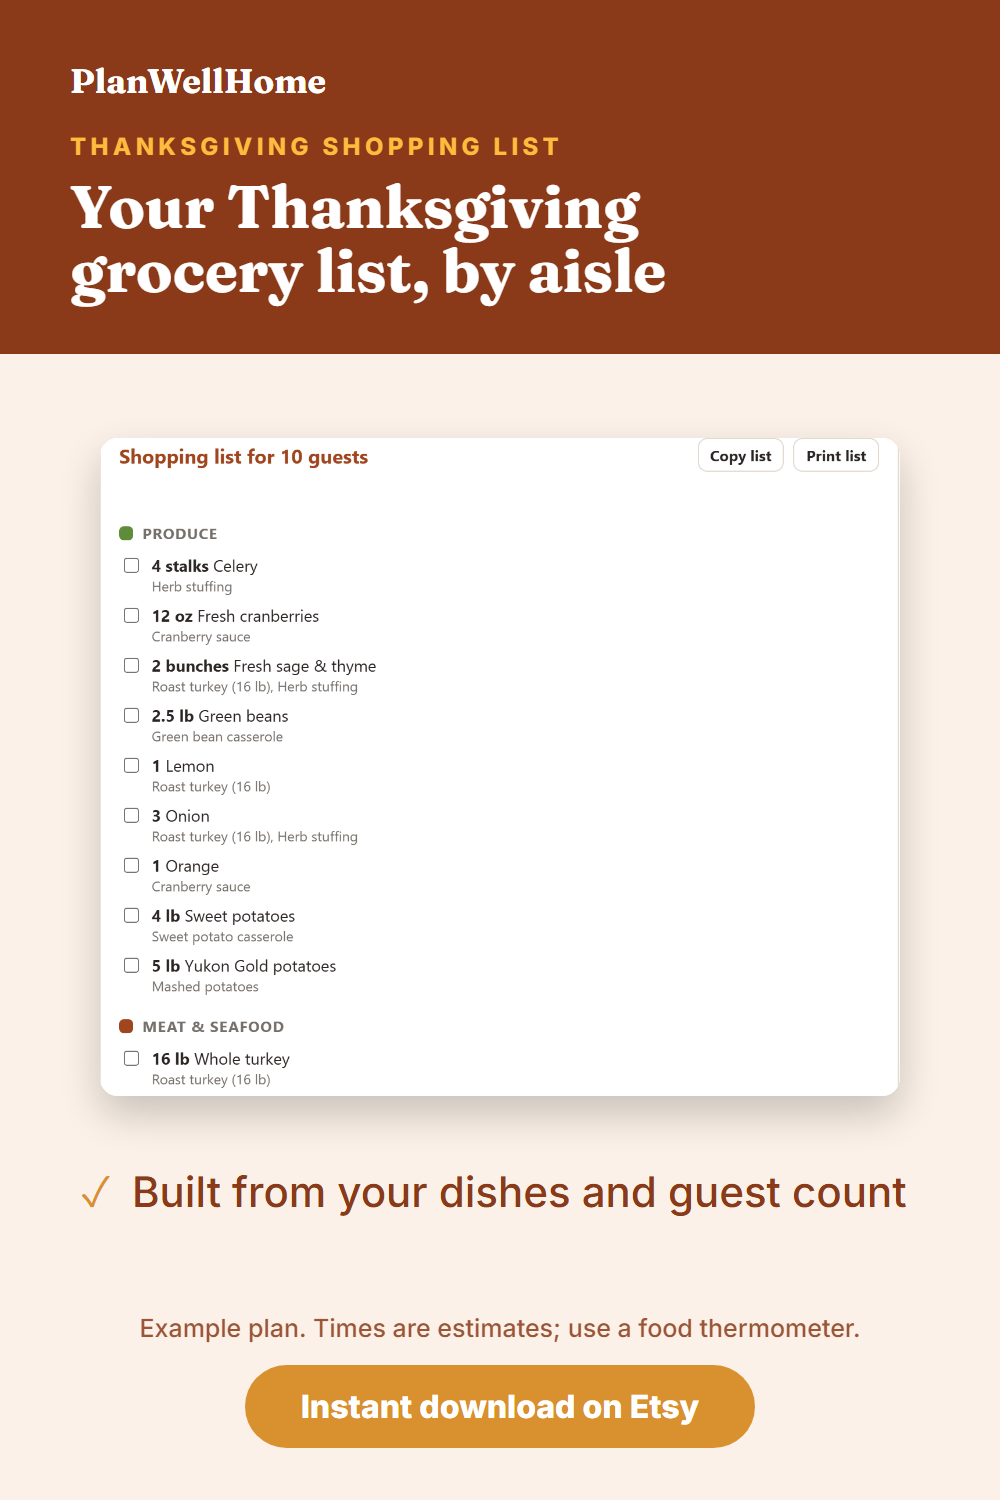 PlanWellHome
THANKSGIVING SHOPPING LIST
Your Thanksgiving
grocery list, by aisle
Shopping list for 10 guests
Copy list
Print list
PRODUCE
4 stalks Celery
Herb stuffing
12 oz Fresh cranberries
Cranberry sauce
2 bunches Fresh sage & thyme
Roast turkey (16 lb), Herb stuffing
2.5 lb Green beans
Green bean casserole
1 Lemon
Roast turkey (16 lb)
3 Onion
Roast turkey (16 lb), Herb stuffing
1 Orange
Cranberry sauce
4 lb Sweet potatoes
Sweet potato casserole
5 lb Yukon Gold potatoes
Mashed potatoes
MEAT & SEAFOOD
16 lb Whole turkey
Roast turkey (16 lb)
✓ Built from your dishes and guest count
Example plan. Times are estimates; use a food thermometer.
Instant download on Etsy